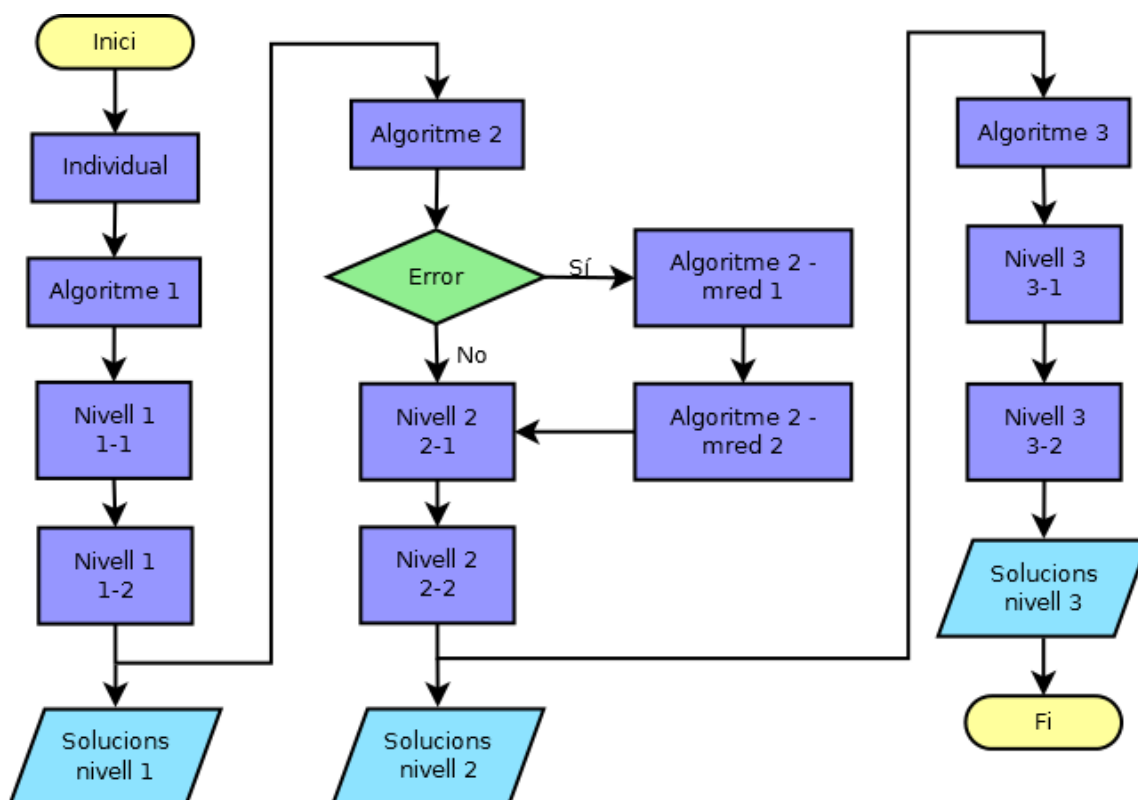 Inici
Individual
Algoritme 1
Nivell 1
1-1
Nivell 1
1-2
Solucions
nivell 1
Algoritme 2
Error
Sí
No
Algoritme 2 -
mred 1
Algoritme 2 -
mred 2
Nivell 2
2-1
Nivell 2
2-2
Solucions
nivell 2
Algoritme 3
Nivell 3
3-1
Nivell 3
3-2
Solucions
nivell 3
Fi